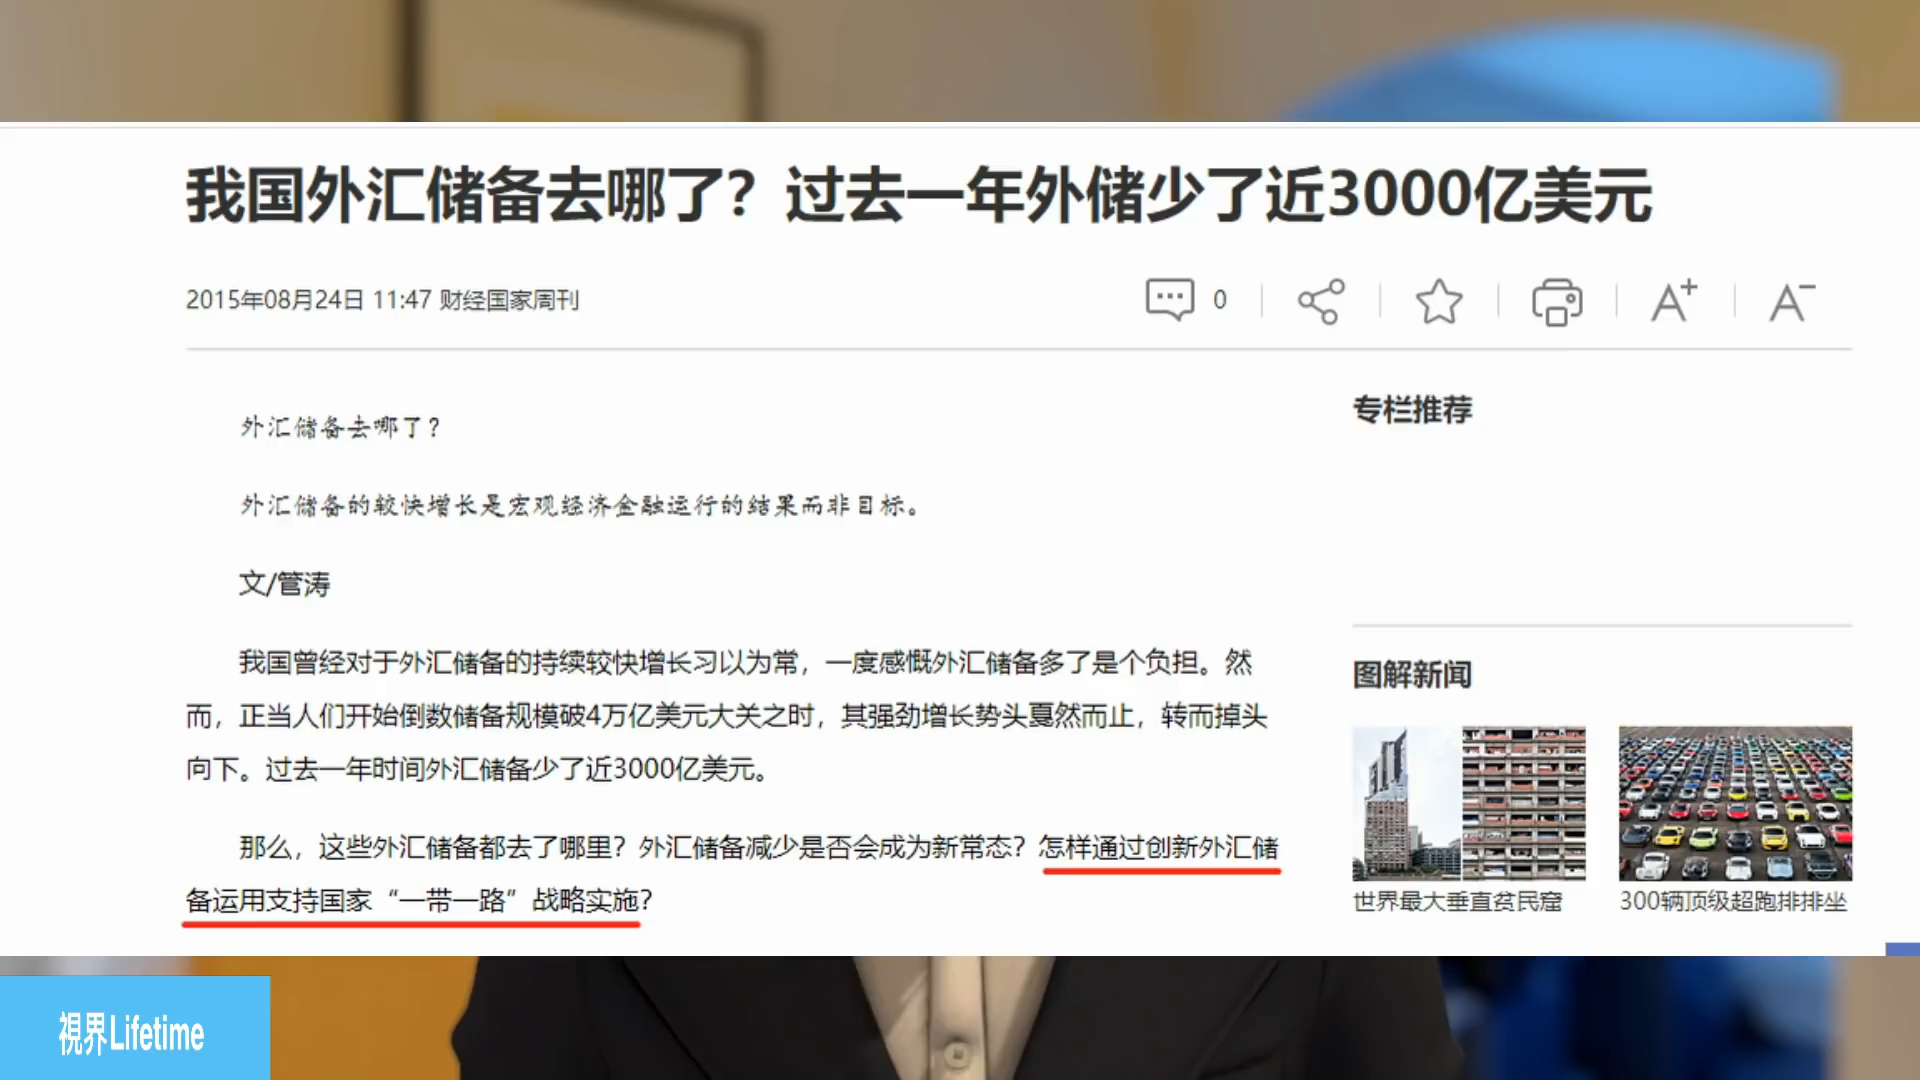 我国外汇储备去哪了？过去一年外储少了近3000亿美元
2015年08月24日 11:47 财经国家周刊
0
A+
A-
外汇储备去哪了？
外汇储备的较快增长是宏观经济金融运行的结果而非目标。
文/管涛
我国曾经对于外汇储备的持续较快增长习以为常，一度感慨外汇储备多了是个负担。然
而，正当人们开始倒数储备规模破4万亿美元大关之时，其强劲增长势头戛然而止，转而掉头
向下。过去一年时间外汇储备少了近3000亿美元。
那么，这些外汇储备都去了哪里？外汇储备减少是否会成为新常态？怎样通过创新外汇储
备运用支持国家“一带一路”战略实施？
专栏推荐
图解新闻
世界最大垂直贫民窟
300辆顶级超跑排排坐
視界Lifetime